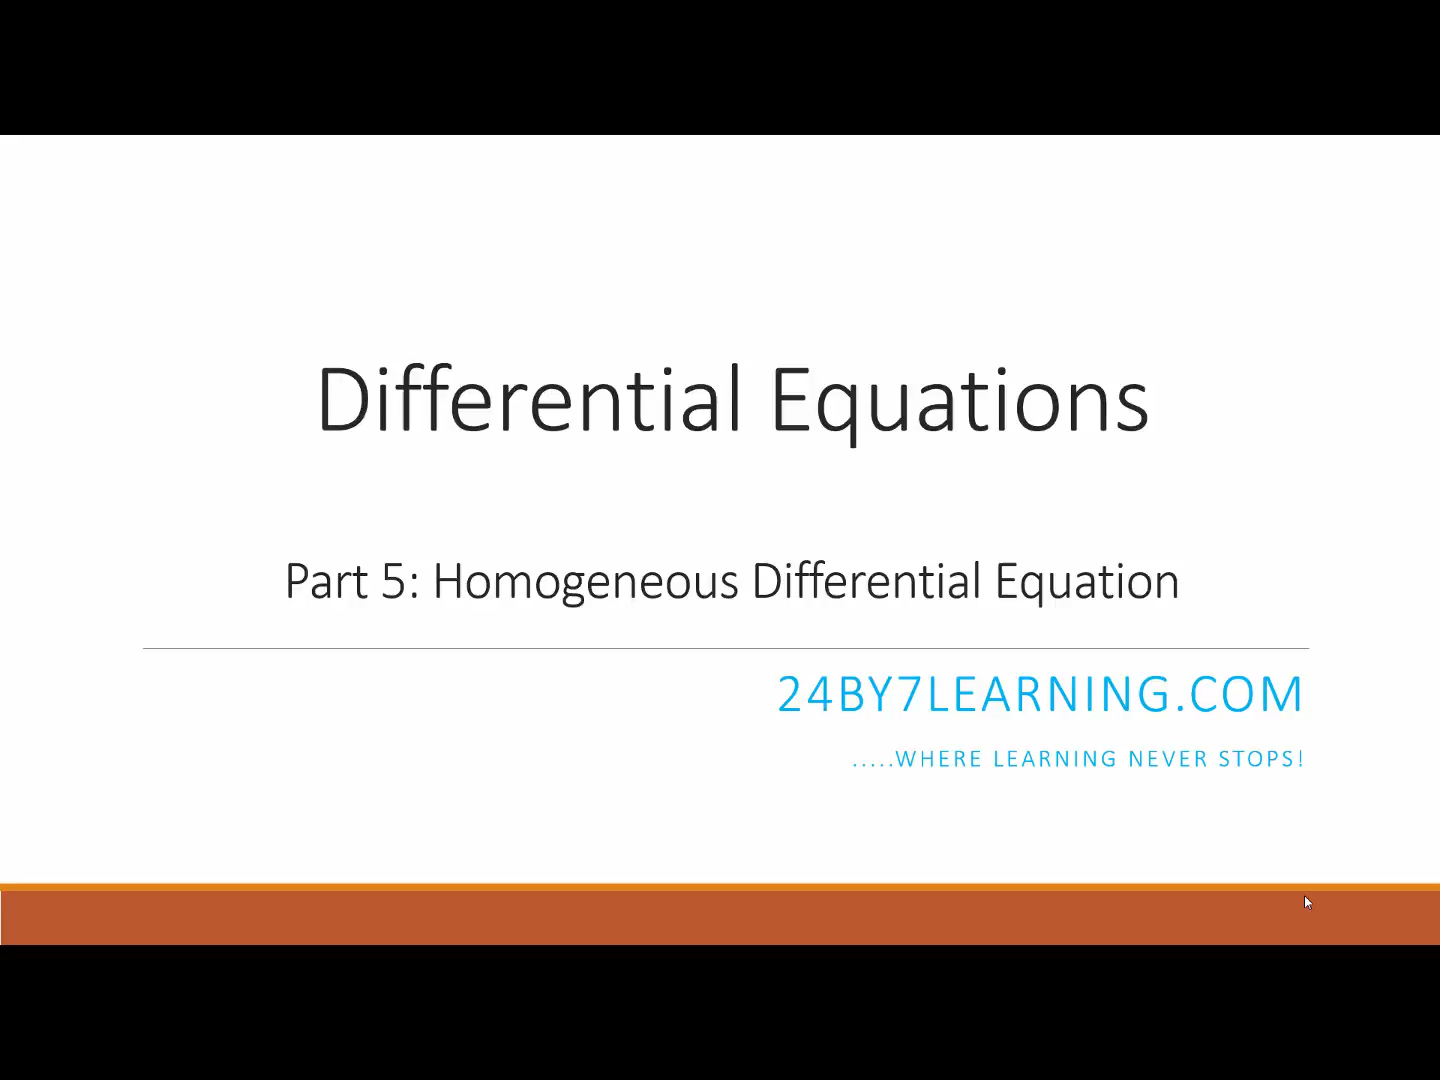 Differential Equations
Part 5: Homogeneous Differential Equation
24BY7LEARNING.COM
.....WHERE LEARNING NEVER STOPS!